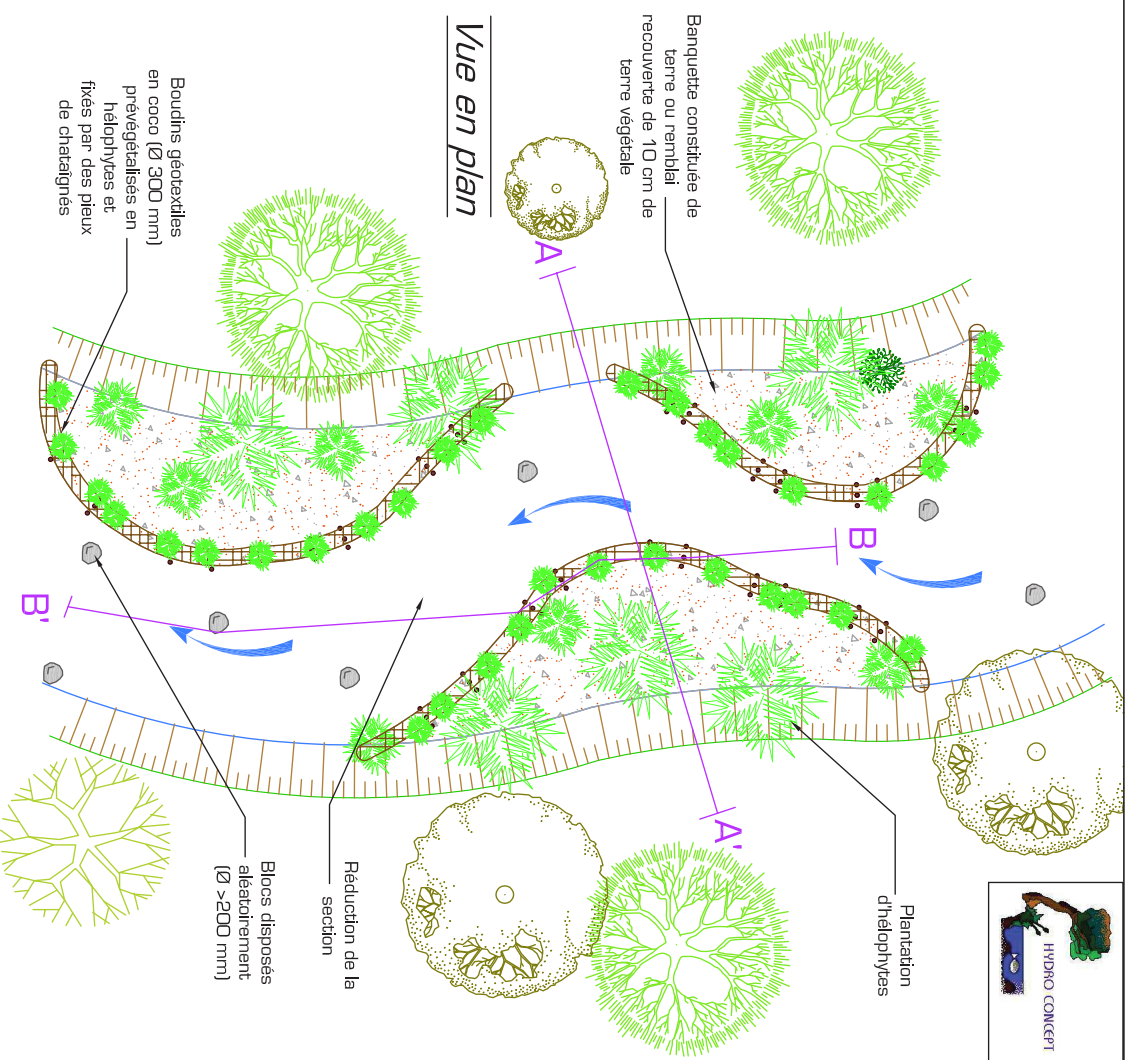 Vue en plan
Banquette constituée de
terre ou remblai
recouverte de 10 cm de
terre végétale
Boudins géotextiles
en coco (Ø 300 mm)
prévégétalisés en
hélophytes et
fixés par des pieux
de chataîgnés
A
A'
B
B'
Plantation
d'hélophytes
Réduction de la
section
Blocs disposés
aléatoirement
(Ø >200 mm)
HYDRO CONCEPT